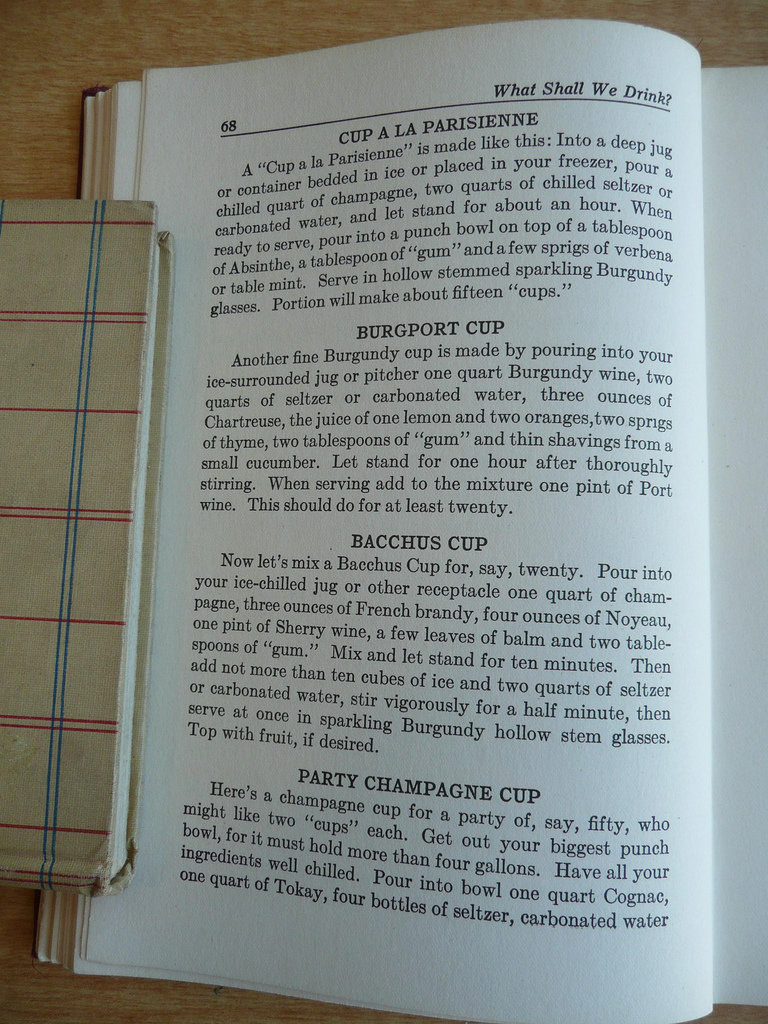 What Shall We Drink?
68
CUP A LA PARISIENNE
A "Cup a la Parisienne" is made like this: Into a deep jug
or container bedded in ice or placed in your freezer, pour a
chilled quart of champagne, two quarts of chilled seltzer or
carbonated water, and let stand for about an hour. When
ready to serve, pour into a punch bowl on top of a tablespoon
of Absinthe, a tablespoon of "gum" and a few sprigs of verbena
or table mint. Serve in hollow stemmed sparkling Burgundy
glasses. Portion will make about fifteen "cups."
BURGPORT CUP
Another fine Burgundy cup is made by pouring into your
ice-surrounded jug or pitcher one quart Burgundy wine, two
quarts of seltzer or carbonated water, three ounces of
Chartreuse, the juice of one lemon and two oranges, two sprigs
of thyme, two tablespoons of "gum" and thin shavings from a
small cucumber. Let stand for one hour after thoroughly
stirring. When serving add to the mixture one pint of Port
wine. This should do for at least twenty.
BACCHUS CUP
Now let's mix a Bacchus Cup for, say, twenty. Pour into
your ice-chilled jug or other receptacle one quart of cham-
pagne, three ounces of French brandy, four ounces of Noyeau,
one pint of Sherry wine, a few leaves of balm and two table-
spoons of "gum." Mix and let stand for ten minutes. Then
add not more than ten cubes of ice and two quarts of seltzer
or carbonated water, stir vigorously for a half minute, then
serve at once in sparkling Burgundy hollow stem glasses.
Top with fruit, if desired.
PARTY CHAMPAGNE CUP
Here's a champagne cup for a party of, say, fifty, who
might like two "cups" each. Get out your biggest punch
bowl, for it must hold more than four gallons. Have all your
ingredients well chilled. Pour into bowl one quart Cognac,
one quart of Tokay, four bottles of seltzer, carbonated water